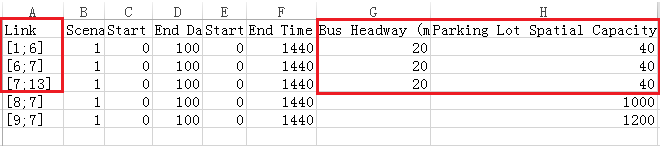 A B C D E F G H
Link Scena Start End Da Start End Time Bus Headway (m Parking Lot Spatial Capacity
[1;6] 1 0 100 0 1440 20 40
[6;7] 1 0 100 0 1440 20 40
[7;13] 1 0 100 0 1440 20 40
[8;7] 1 0 100 0 1440 1000
[9;7] 1 0 100 0 1440 1200